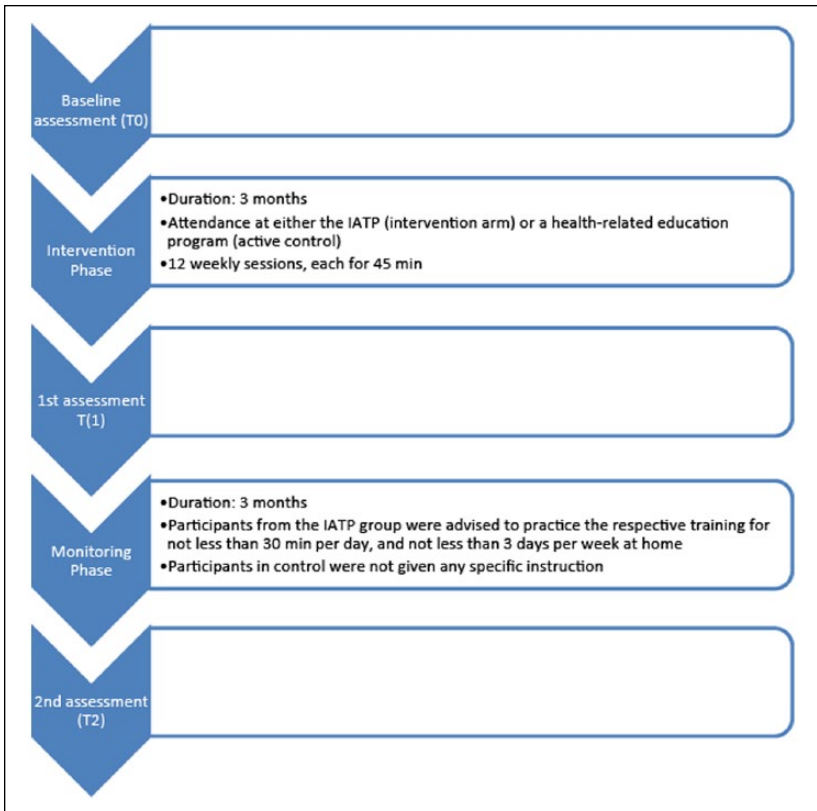 Baseline
assessment (T0)
•Duration: 3 months
•Attendance at either the IATP (intervention arm) or a health-related education
program (active control)
•12 weekly sessions, each for 45 min
Intervention
Phase
1st assessment
T(1)
•Duration: 3 months
•Participants from the IATP group were advised to practice the respective training for
not less than 30 min per day, and not less than 3 days per week at home
•Participants in control were not given any specific instruction
Monitoring
Phase
2nd assessment
(T2)